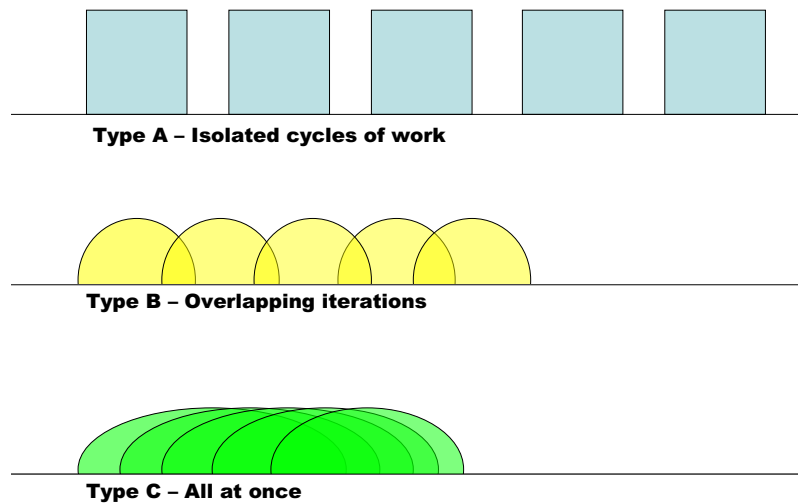 Type A – Isolated cycles of work
Type B – Overlapping iterations
Type C – All at once